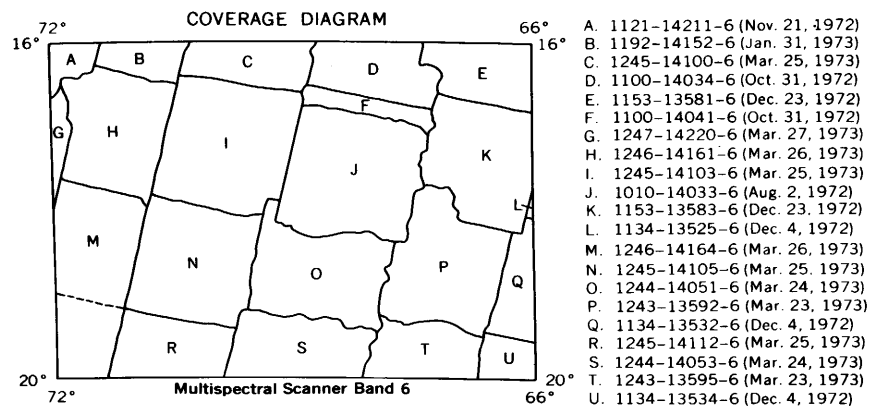 COVERAGE DIAGRAM
72° 66°
16° 16°
A B C D E
F
G H I J K
L
M N O P Q
R S T U
20° 20°
72° 66°
Multispectral Scanner Band 6
A. 1121-14211-6 (Nov. 21, 1972)
B. 1192-14152-6 (Jan. 31, 1973)
C. 1245-14100-6 (Mar. 25, 1973)
D. 1100-14034-6 (Oct. 31, 1972)
E. 1153-13581-6 (Dec. 23, 1972)
F. 1100-14041-6 (Oct. 31, 1972)
G. 1247-14220-6 (Mar. 27, 1973)
H. 1246-14161-6 (Mar. 26, 1973)
I. 1245-14103-6 (Mar. 25, 1973)
J. 1010-14033-6 (Aug. 2, 1972)
K. 1153-13583-6 (Dec. 23, 1972)
L. 1134-13525-6 (Dec. 4, 1972)
M. 1246-14164-6 (Mar. 26, 1973)
N. 1245-14105-6 (Mar. 25. 1973)
O. 1244-14051-6 (Mar. 24, 1973)
P. 1243-13592-6 (Mar. 23, 1973)
Q. 1134-13532-6 (Dec. 4, 1972)
R. 1245-14112-6 (Mar. 25, 1973)
S. 1244-14053-6 (Mar. 24, 1973)
T. 1243-13595-6 (Mar. 23, 1973)
U. 1134-13534-6 (Dec. 4, 1972)